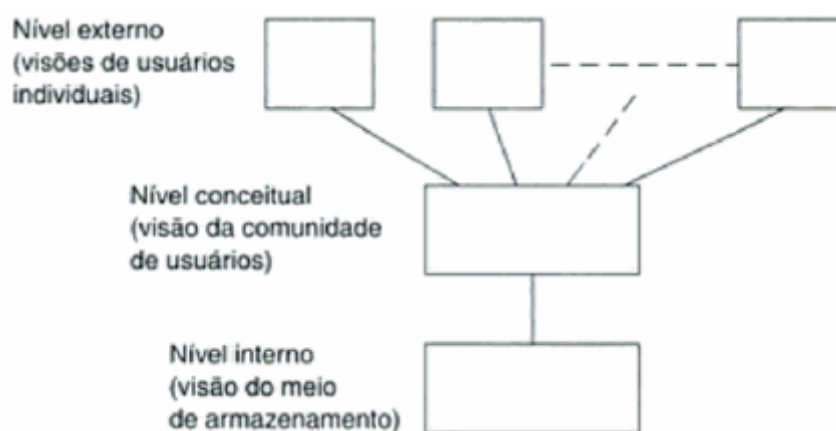 Nível externo
(visões de usuários
individuais)
Nível conceitual
(visão da comunidade
de usuários)
Nível interno
(visão do meio
de armazenamento)